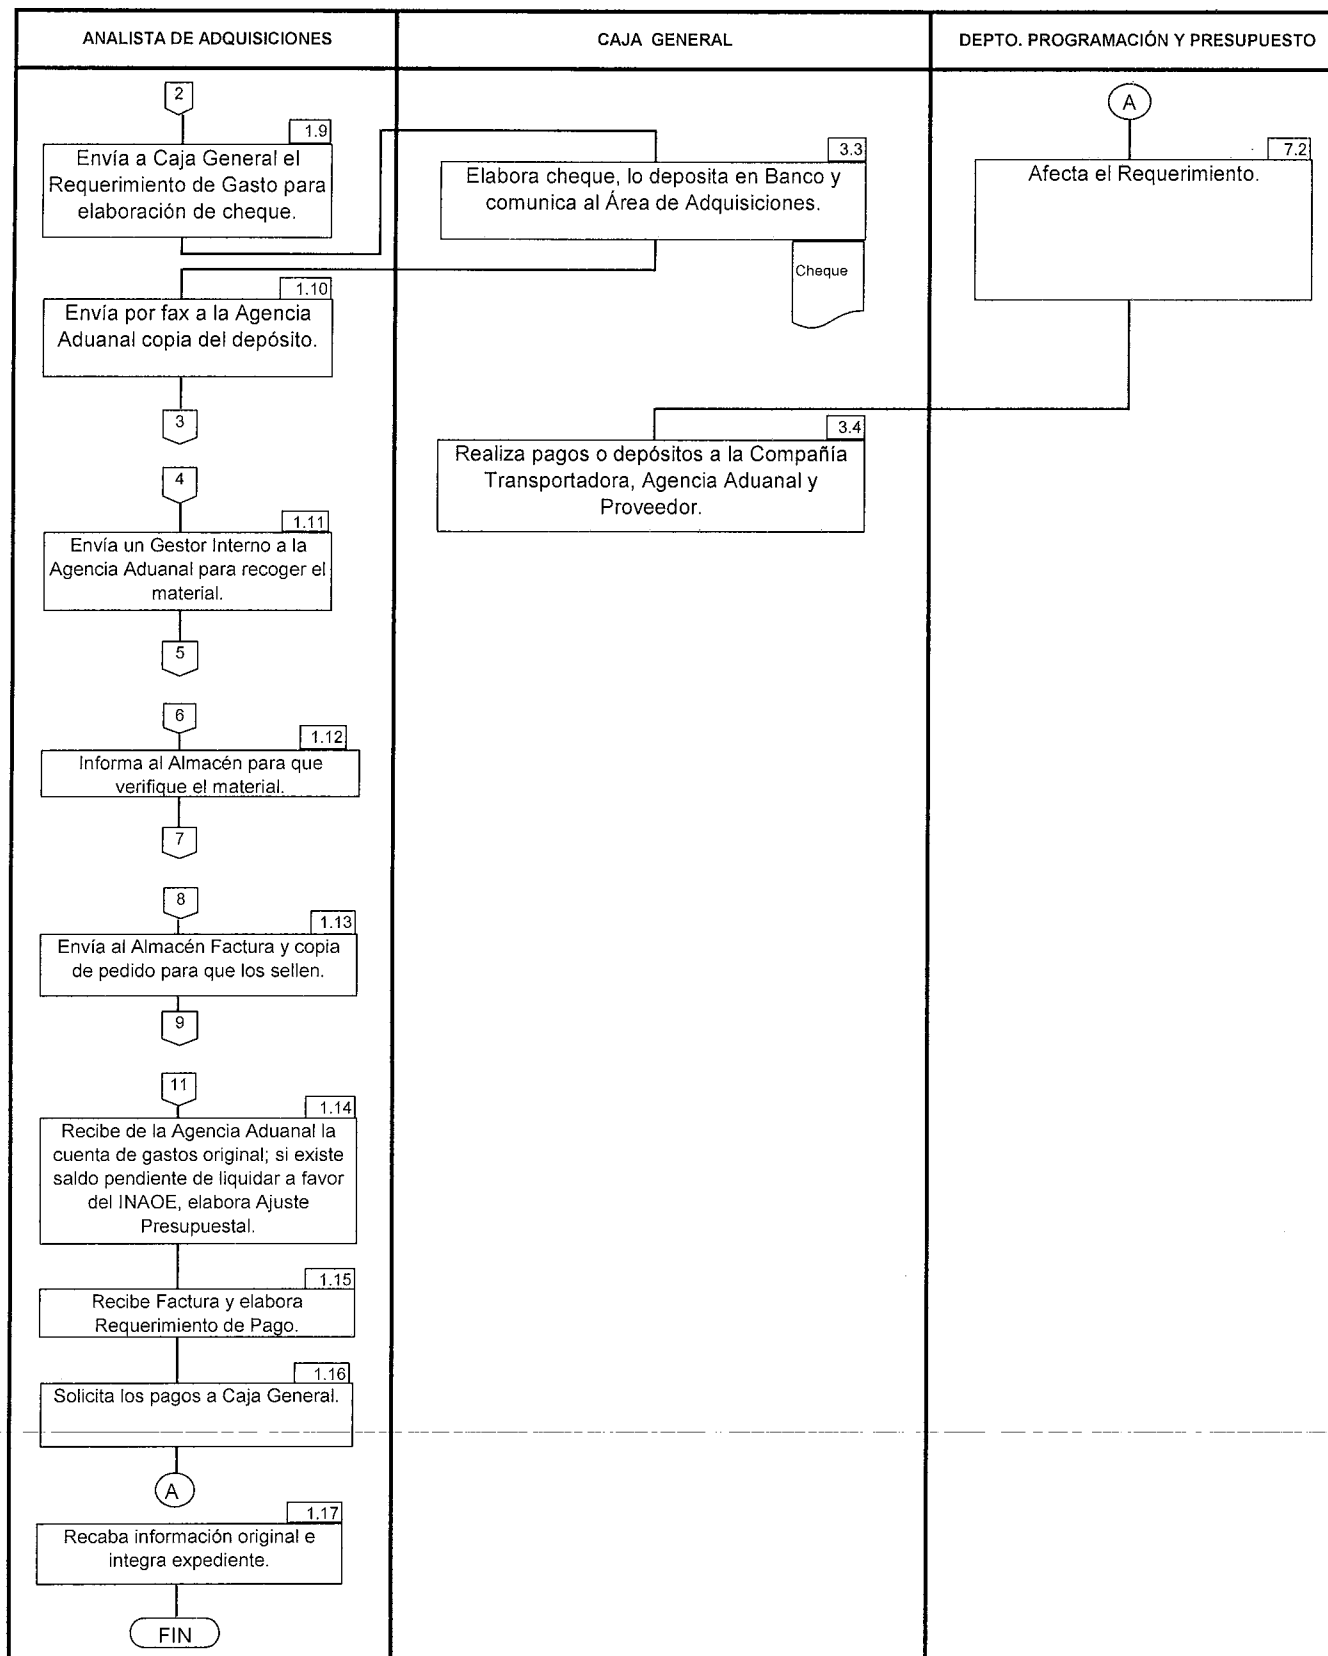 ANALISTA DE ADQUISICIONES
CAJA GENERAL
DEPTO. PROGRAMACIÓN Y PRESUPUESTO
2
1.9
Envía a Caja General el
Requerimiento de Gasto para
elaboración de cheque.
3.3
Elabora cheque, lo deposita en Banco y
comunica al Área de Adquisiciones.
Cheque
A
7.2
Afecta el Requerimiento.
1.10
Envía por fax a la Agencia
Aduanal copia del depósito.
3
3.4
Realiza pagos o depósitos a la Compañía
Transportadora, Agencia Aduanal y
Proveedor.
4
1.11
Envía un Gestor Interno a la
Agencia Aduanal para recoger el
material.
5
6
1.12
Informa al Almacén para que
verifique el material.
7
8
1.13
Envía al Almacén Factura y copia
de pedido para que los sellen.
9
11
1.14
Recibe de la Agencia Aduanal la
cuenta de gastos original; si existe
saldo pendiente de liquidar a favor
del INAOE, elabora Ajuste
Presupuestal.
1.15
Recibe Factura y elabora
Requerimiento de Pago.
1.16
Solicita los pagos a Caja General.
A
1.17
Recaba información original e
integra expediente.
FIN